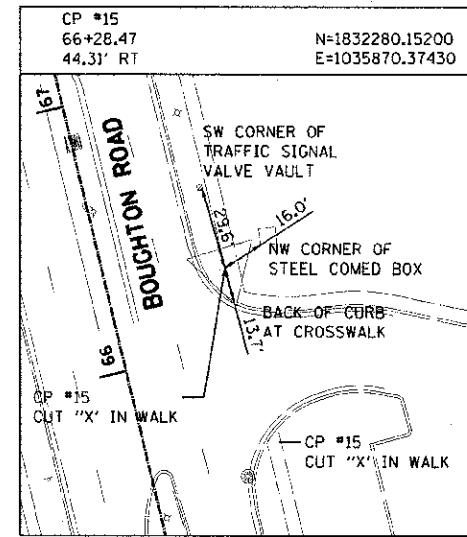 CP #15
66+28.47
44.31' RT
N=1832280.15200
E=1035870.37430
67
SW CORNER OF
TRAFFIC SIGNAL
VALVE VAULT
BOUGHTON ROAD
29.6'
16.0'
NW CORNER OF
STEEL COMED BOX
BACK OF CURB
AT CROSSWALK
13.7'
66
CP #15
CUT "X' IN WALK
CP #15
CUT "X' IN WALK